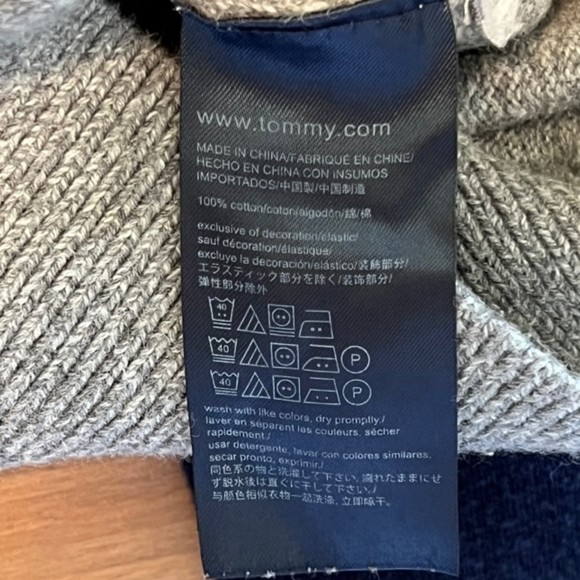 www.tommy.com
MADE IN CHINA/FABRIQUÉ EN CHINE/
HECHO EN CHINA CON INSUMOS
IMPORTADOS/中国製/中国制造
100% cotton/coton/algodón/綿/棉
exclusive of decoration/elastic/
sauf décoration/élastique/
excluye la decoración/elástico/装飾部分/
エラスティック部分を除く/装饰部分/
弹性部分除外
40
40 P
40 P
wash with like colors, dry promptly./
laver en séparent les couleurs, sécher
rapidement./
usar detergente, lavar con colores similares,
secar pronto, exprimir./
同色系の物と洗濯して下さい, 濡れたままにせ
ず脱水後は直ぐに干して下さい. /
与颜色相似衣物一起洗涤, 立即晾干.